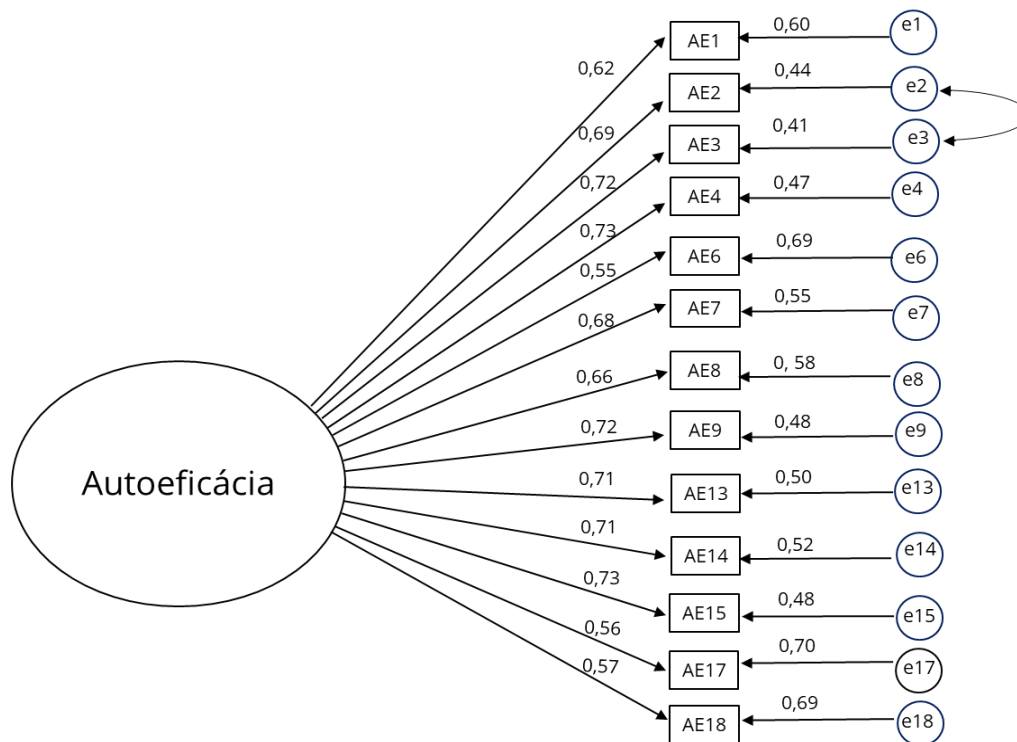 0,62
AE1
0,60
e1
0,69
AE2
0,44
e2
0,72
AE3
0,41
e3
0,73
AE4
0,47
e4
0,55
AE6
0,69
e6
0,68
AE7
0,55
e7
0,66
AE8
0, 58
e8
0,72
AE9
0,48
e9
Autoeficácia
0,71
AE13
0,50
e13
0,71
AE14
0,52
e14
0,73
AE15
0,48
e15
0,56
AE17
0,70
e17
0,57
AE18
0,69
e18